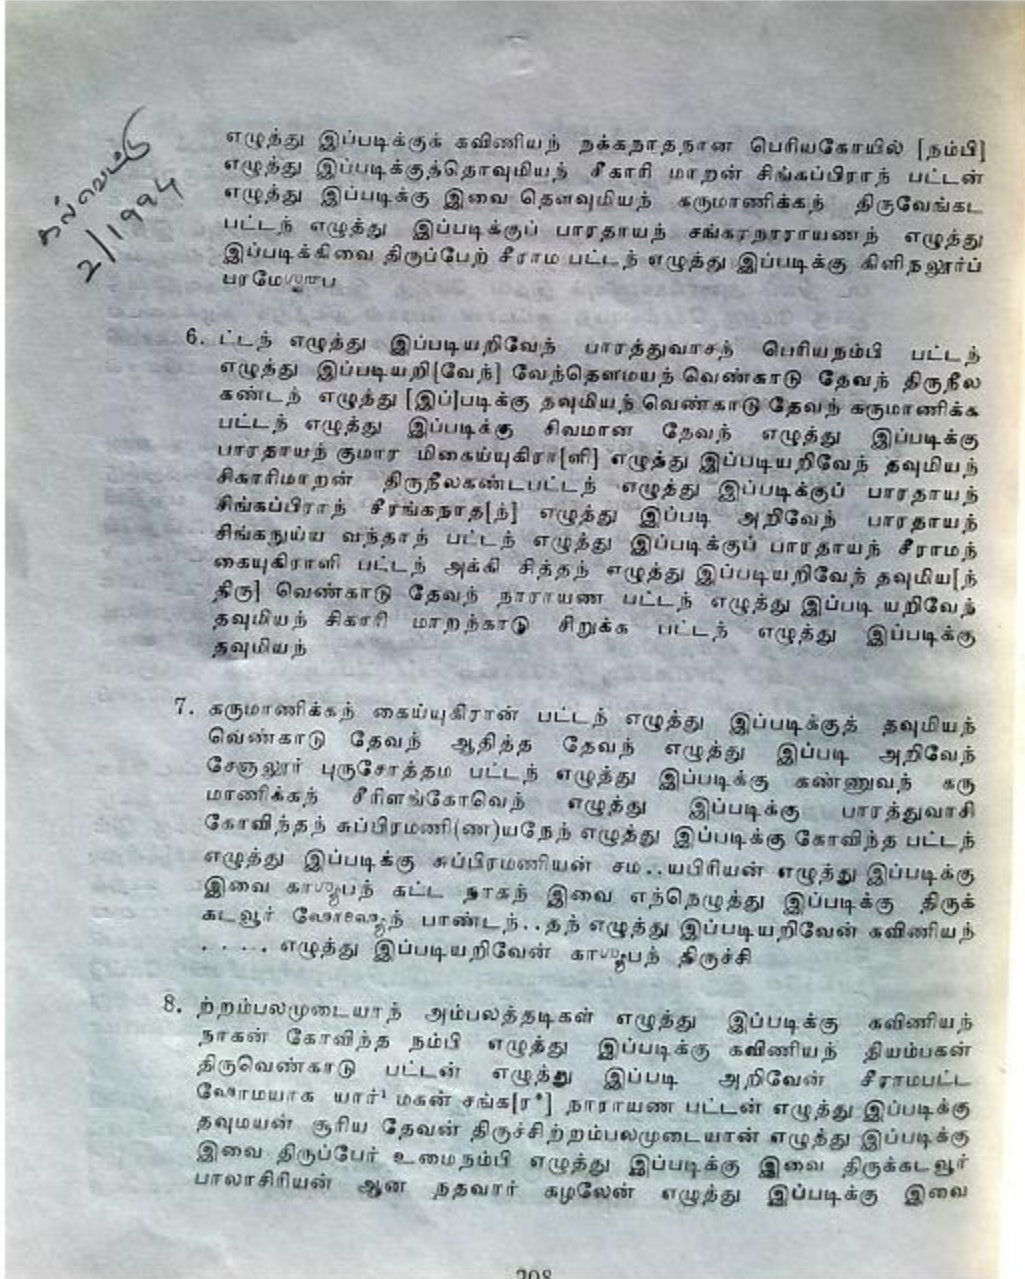 கல்வெட்டு
2/1994
எழுத்து இப்படிக்குக் கவிணியந் நக்கநாதநான பெரியகோயில் [நம்பி]
எழுத்து இப்படிக்குத்தொவுமியந் சீகாரி மாறன் சிங்கப்பிராந் பட்டன்
எழுத்து இப்படிக்கு இவை தெளவுமியந் கருமாணிக்கந் திருவேங்கட
பட்டந் எழுத்து இப்படிக்குப் பாரதாயந் சங்கரநாராயணந் எழுத்து
இப்படிக்கிவை திருப்பேற் சீராம பட்டந் எழுத்து இப்படிக்கு கிளிநலூர்ப்
பரமேஶ்வர
6. ட்டந் எழுத்து இப்படியறிவேந் பாரத்துவாசந் பெரியநம்பி பட்டந்
எழுத்து இப்படியறி[வேந்] வேந்தெளமயந் வெண்காடு தேவந் திருநீல
கண்டந் எழுத்து [இப்]படிக்கு தவுமியந் வெண்காடு தேவந் கருமாணிக்க
பட்டந் எழுத்து இப்படிக்கு சிவமான தேவந் எழுத்து இப்படிக்கு
பாரதாயந் குமார மிகைய்யுகிரா[ளி] எழுத்து இப்படியறிவேந் தவுமியந்
சிகாரிமாறன் திருநீலகண்டபட்டந் எழுத்து இப்படிக்குப் பாரதாயந்
சிங்கப்பிராந் சீரங்கநாத[ந்] எழுத்து இப்படி அறிவேந் பாரதாயந்
சிங்கநுய்ய வந்தாந் பட்டந் எழுத்து இப்படிக்குப் பாரதாயந் சீராமந்
கையுகிராளி பட்டந் அக்கி சித்தந் எழுத்து இப்படியறிவேந் தவுமிய[ந்
திரு] வெண்காடு தேவந் நாராயண பட்டந் எழுத்து இப்படி யறிவேந்
தவுமியந் சிகாரி மாறந்காடு சிறுக்க பட்டந் எழுத்து இப்படிக்கு
தவுமியந்
7. கருமாணிக்கந் கைய்யுகிரான் பட்டந் எழுத்து இப்படிக்குத் தவுமியந்
வெண்காடு தேவந் ஆதித்த தேவந் எழுத்து இப்படி அறிவேந்
சேஞலூர் புருசோத்தம பட்டந் எழுத்து இப்படிக்கு கண்ணுவந் கரு
மாணிக்கந் சீரிளங்கோவெந் எழுத்து இப்படிக்கு பாரத்துவாசி
கோவிந்தந் சுப்பிரமணி(ண)யநேந் எழுத்து இப்படிக்கு கோவிந்த பட்டந்
எழுத்து இப்படிக்கு சுப்பிரமணியன் சம..யபிரியன் எழுத்து இப்படிக்கு
இவை காஶ்யபந் கட்ட நாகந் இவை எந்நெழுத்து இப்படிக்கு திருக்
கடவூர் பாண்டந்..தந் எழுத்து இப்படியறிவேன் கவிணியந்
..... எழுத்து இப்படியறிவேன் காஶ்யபந் திருச்சி
8. ற்றம்பலமுடையாந் அம்பலத்தடிகள் எழுத்து இப்படிக்கு கவிணியந்
நாகன் கோவிந்த நம்பி எழுத்து இப்படிக்கு கவிணியந் தியம்பகன்
திருவெண்காடு பட்டன் எழுத்து இப்படி அறிவேன் சீராமபட்ட
ஸோமயாசு யார்¹ மகன் சங்க[ர*] நாராயண பட்டன் எழுத்து இப்படிக்கு
தவுமயன் சூரிய தேவன் திருச்சிற்றம்பலமுடையான் எழுத்து இப்படிக்கு
இவை திருப்பேர் உமைநம்பி எழுத்து இப்படிக்கு இவை திருக்கடவூர்
பாலாசிரியன் ஆன நதவார் கழலேன் எழுத்து இப்படிக்கு இவை
208